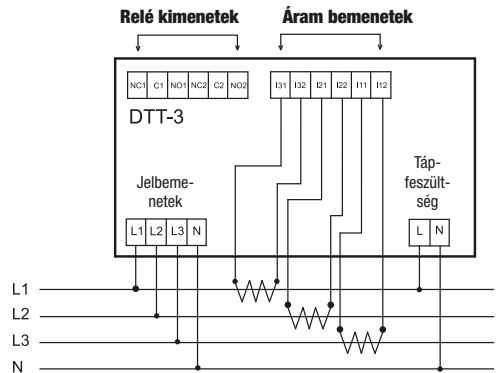 Relé kimenetek Áram bemenetek
NC1 C1 NO1 NC2 C2 NO2 I31 I32 I21 I22 I11 I12
DTT-3
Jelbeme-
netek
Táp-
feszült-
ség
L1 L2 L3 N L N
L1
L2
L3
N